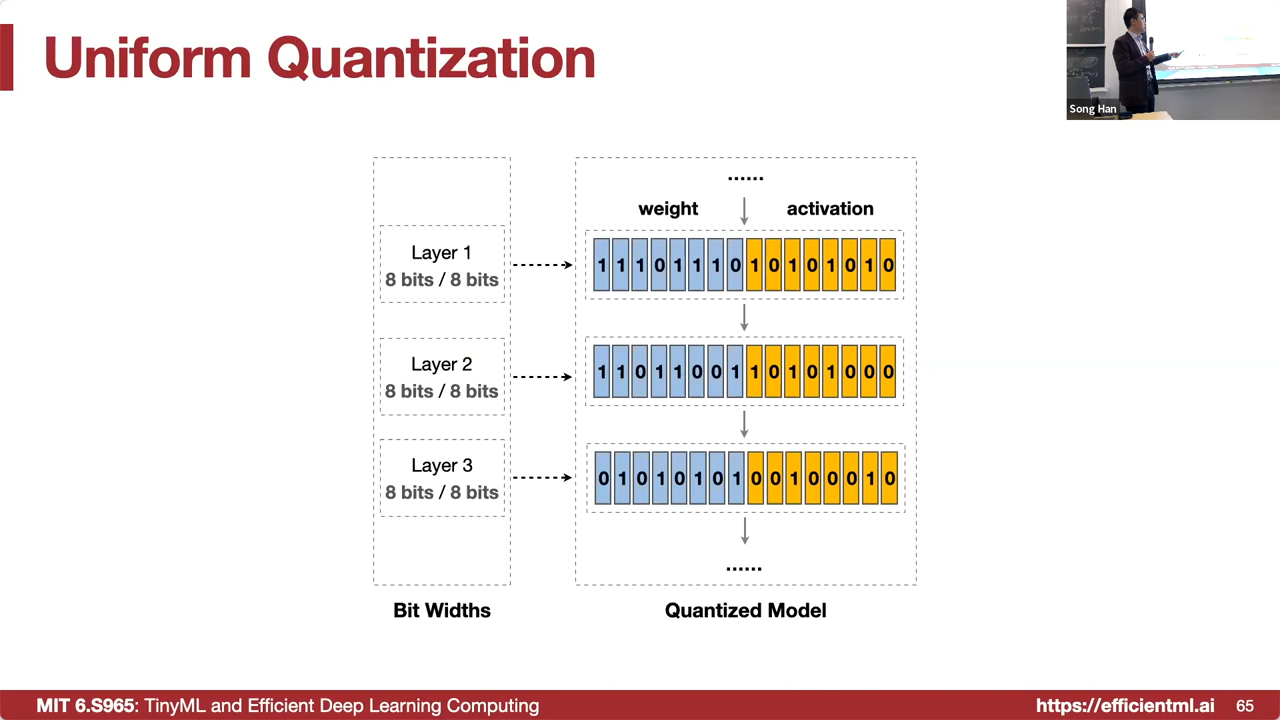 Uniform Quantization
Song Han
......
weight activation
Layer 1
8 bits / 8 bits
1 1 1 0 1 1 1 0 1 0 1 0 1 0 1 0
Layer 2
8 bits / 8 bits
1 1 0 1 1 0 0 1 1 0 1 0 1 0 0 0
Layer 3
8 bits / 8 bits
0 1 0 1 0 1 0 1 0 0 1 0 0 0 1 0
......
Bit Widths
Quantized Model
MIT 6.S965: TinyML and Efficient Deep Learning Computing
https://efficientml.ai 65